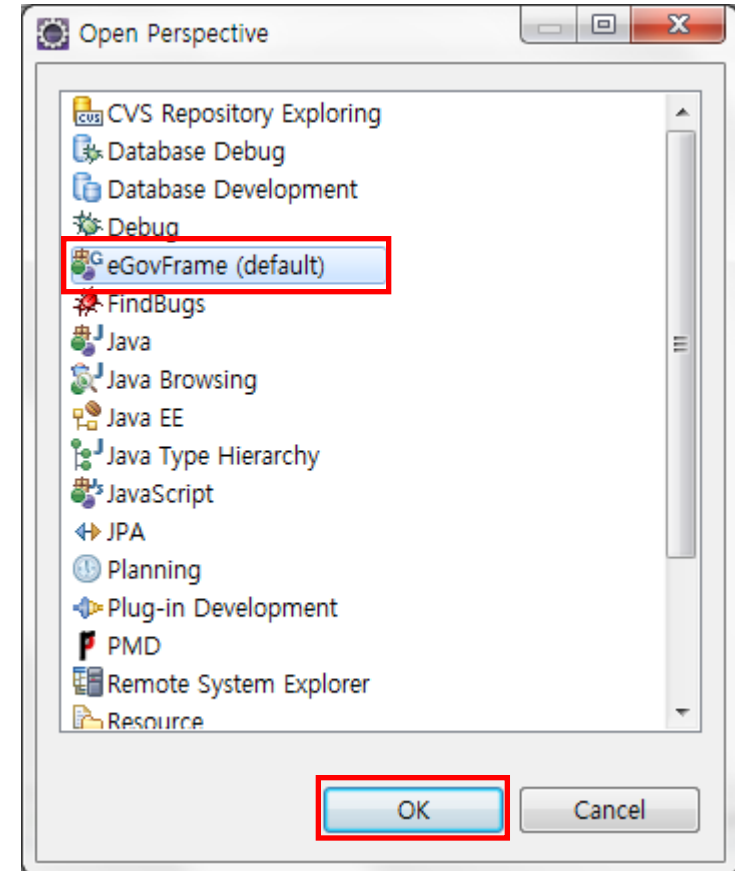 Open Perspective
CVS Repository Exploring
Database Debug
Database Development
Debug
eGovFrame (default)
FindBugs
Java
Java Browsing
Java EE
Java Type Hierarchy
JavaScript
JPA
Planning
Plug-in Development
PMD
Remote System Explorer
Resource
OK Cancel